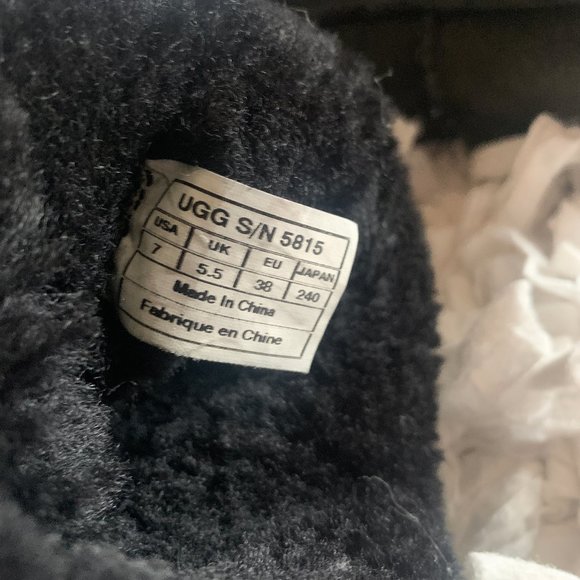 UGG S/N 5815
USA UK EU JAPAN
7 5.5 38 240
Made In China
Fabrique en Chine